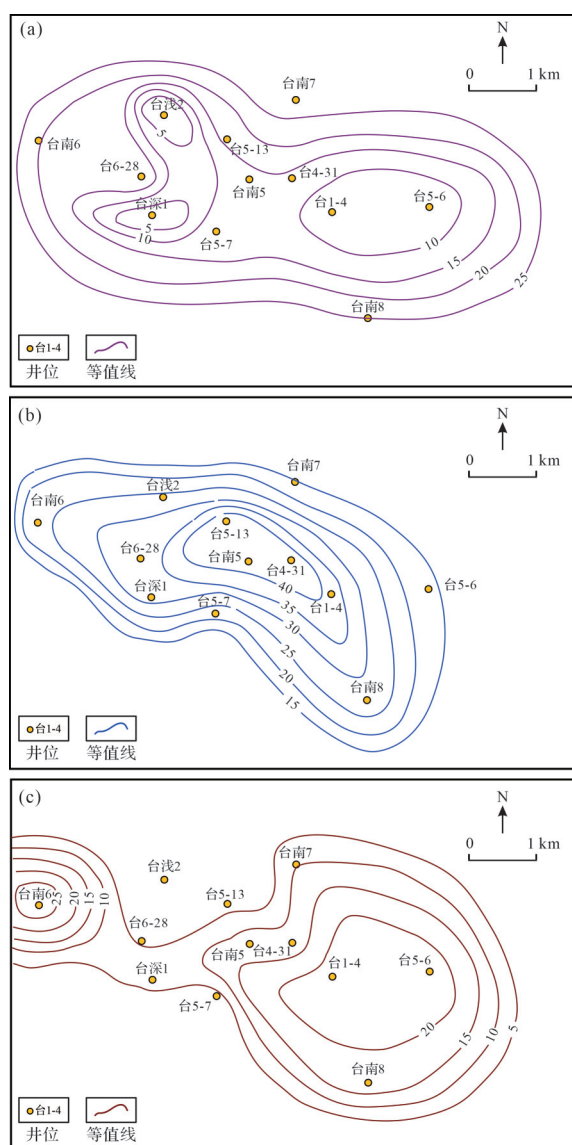 (a)
N
0 1 km
台南7
台浅2
5
台南6
台5-13
台6-28
台南5
台4-31
台深1
台1-4
台5-6
5
10
台5-7
10
15
20
25
台南8
台1-4
井位 等值线
(b)
N
0 1 km
台南7
台浅2
台南6
台5-13
台6-28
台南5
台4-31
台深1
40
台1-4
台5-6
台5-7
35
30
25
20
15
台南8
台1-4
井位 等值线
(c)
N
0 1 km
台南7
台浅2
台南6
25
20
15
10
台5-13
台6-28
台南5
台4-31
台深1
台1-4
台5-6
台5-7
20
15
10
5
台南8
台1-4
井位 等值线